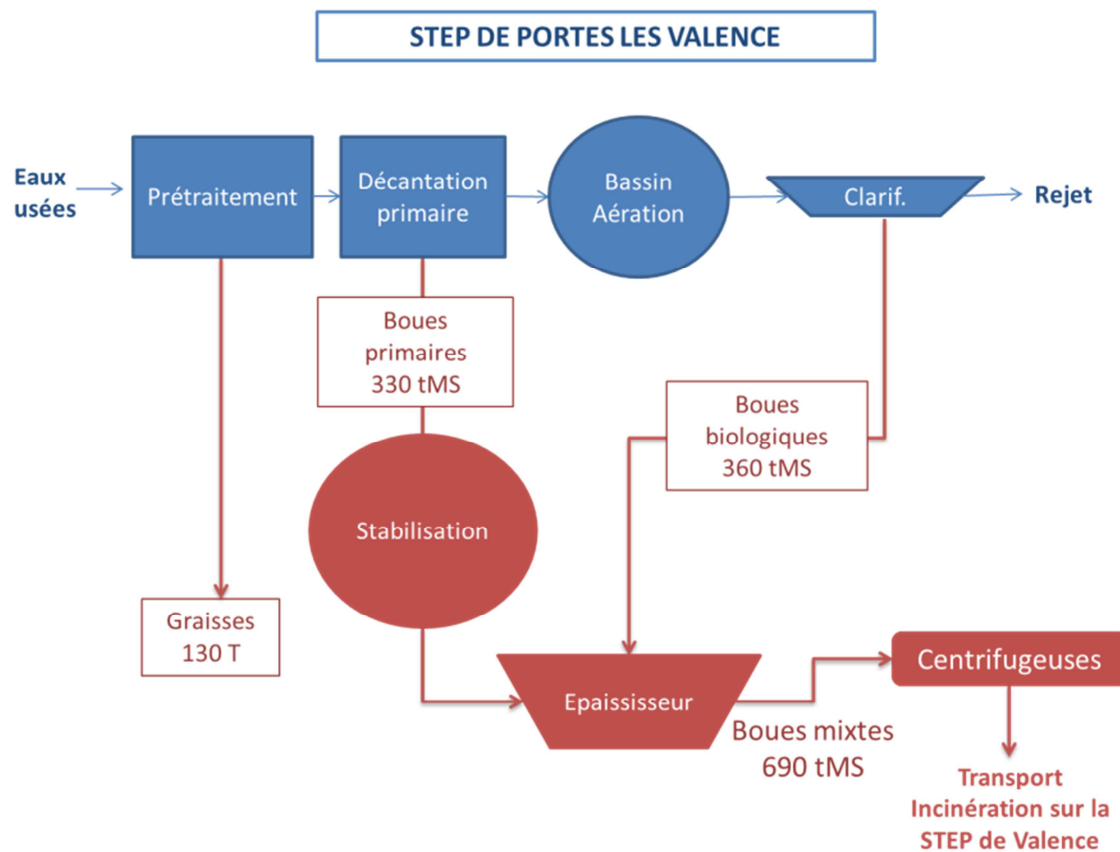 STEP DE PORTES LES VALENCE
Eaux
usées
Prétraitement
Décantation
primaire
Bassin
Aération
Clarif.
Rejet
Boues
primaires
330 tMS
Boues
biologiques
360 tMS
Stabilisation
Graisses
130 T
Epaississeur
Boues mixtes
690 tMS
Centrifugeuses
Transport
Incinération sur la
STEP de Valence